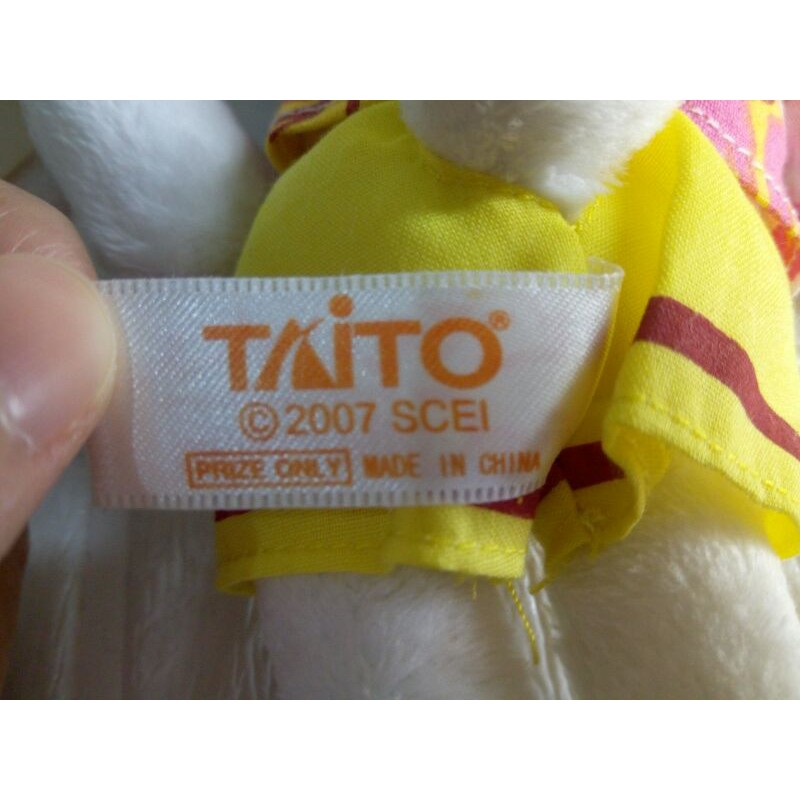 TAiTO®
© 2007 SCEI
PRIZE ONLY MADE IN CHINA